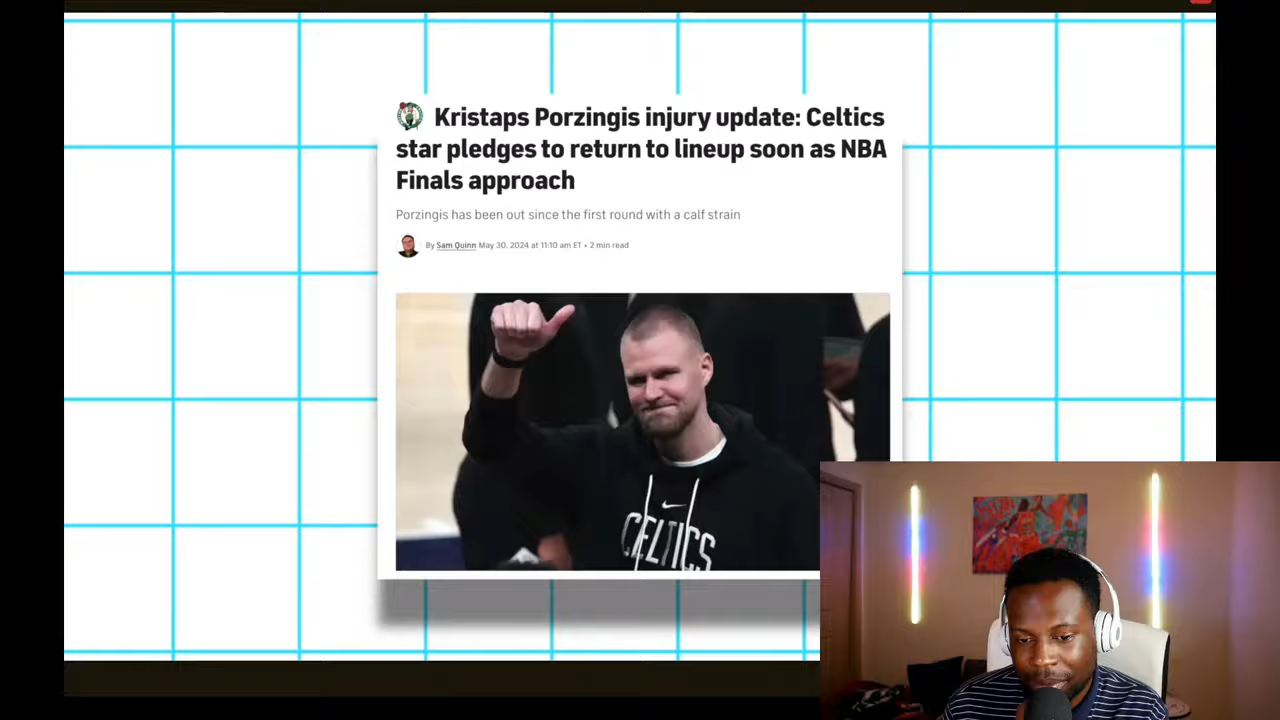 Kristaps Porzingis injury update: Celtics
star pledges to return to lineup soon as NBA
Finals approach
Porzingis has been out since the first round with a calf strain
By Sam Quinn May 30, 2024 at 11:10 am ET • 2 min read
CELTICS